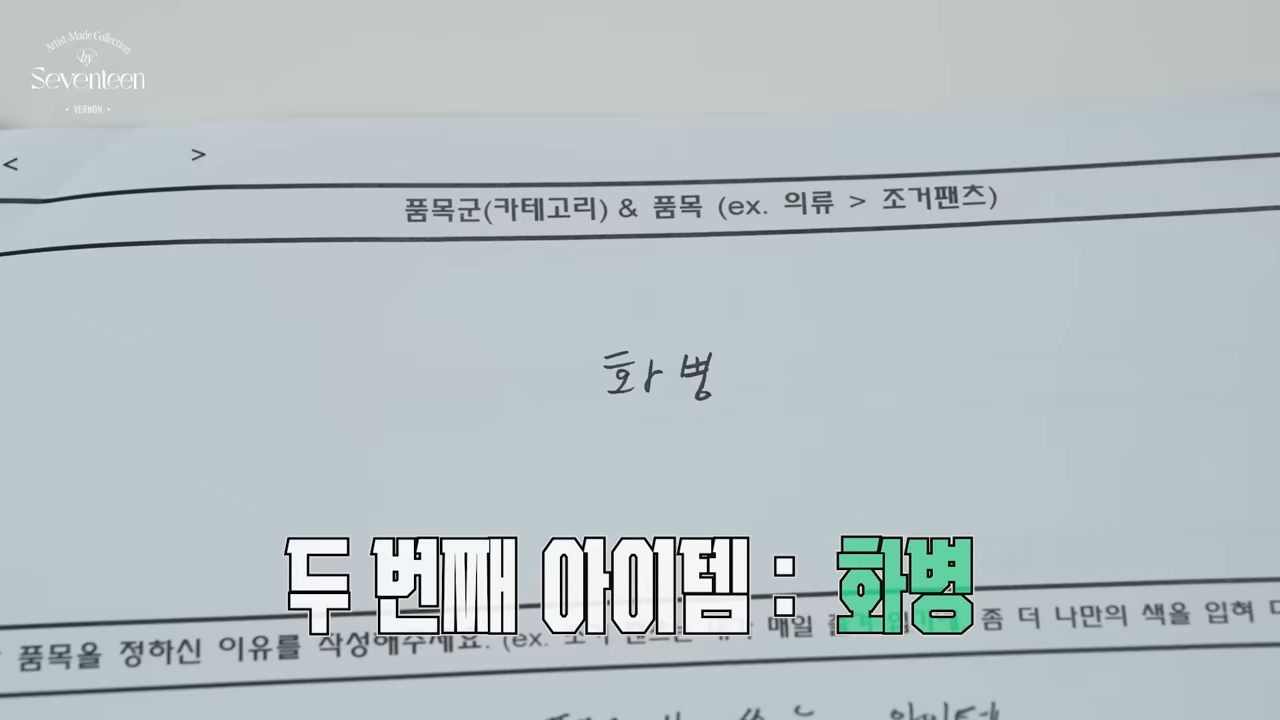 Artist-Made Collection
by
Seventeen
• VERNON •
< >
품목군(카테고리) & 품목 (ex. 의류 > 조거팬츠)
화병
두 번째 아이템 : 화병
품목을 정하신 이유를 작성해주세요. (ex. 매일 좀 더 나만의 색을 입혀